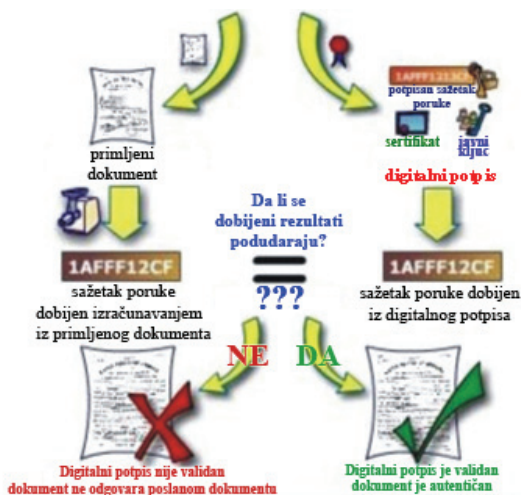 1AFFF1213CF
potpisan sažetak
poruke
sertifikat
javni
ključ
primljeni
dokument
digitalni potpis
Da li se
dobijeni rezultati
podudaraju?
???
1AFFF12CF
sažetak poruke
dobijen izračunavanjem
iz primljenog dokumenta
1AFFF12CF
sažetak poruke dobijen
iz digitalnog potpisa
NE DA
Digitalni potpis nije validan
dokument ne odgovara poslanom dokumentu
Digitalni potpis je validan
dokument je autentičan